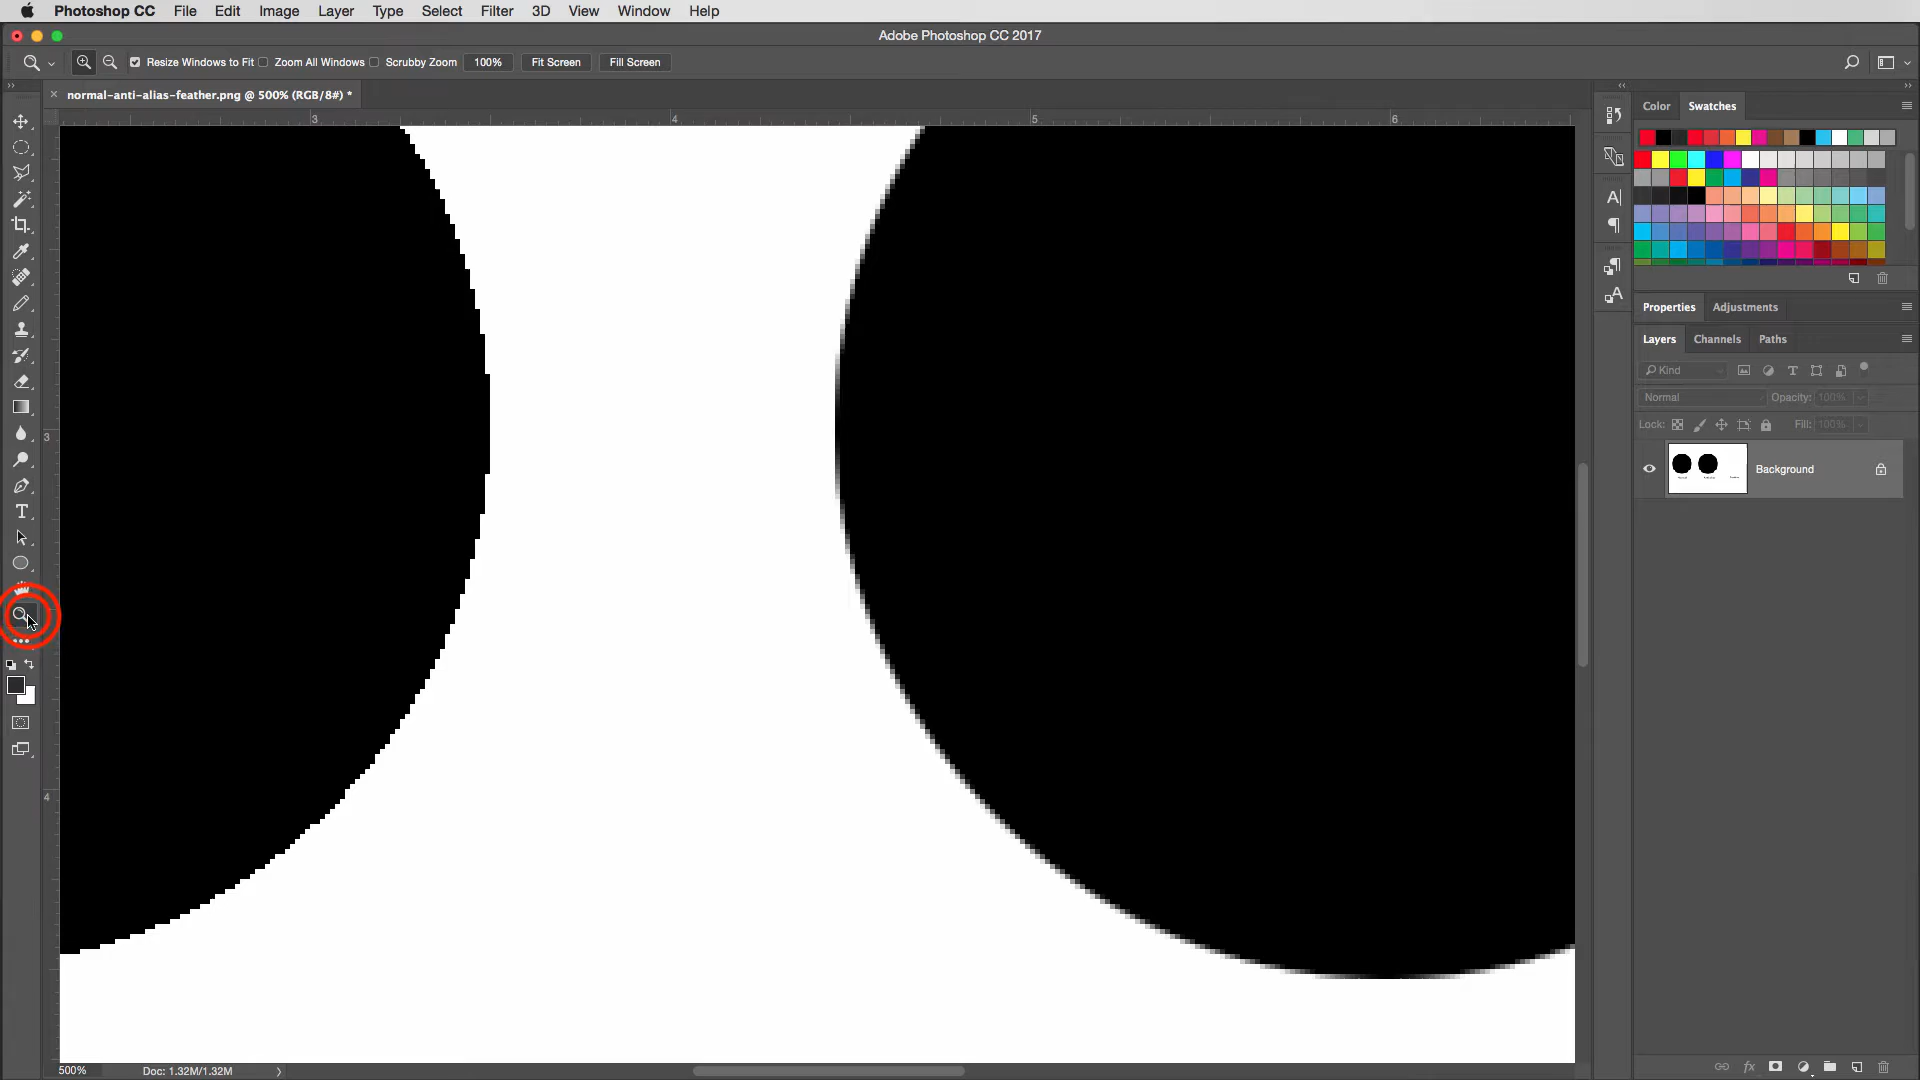 Photoshop CC File Edit Image Layer Type Select Filter 3D View Window Help
Adobe Photoshop CC 2017
Resize Windows to Fit Zoom All Windows Scrubby Zoom 100% Fit Screen Fill Screen
normal-anti-alias-feather.png @ 500% (RGB/8#) *
3 4 5 6
Color Swatches
Properties Adjustments
Layers Channels Paths
Kind
Normal Opacity: 100%
Lock: Fill: 100%
Background
3
4
500% Doc: 1.32M/1.32M